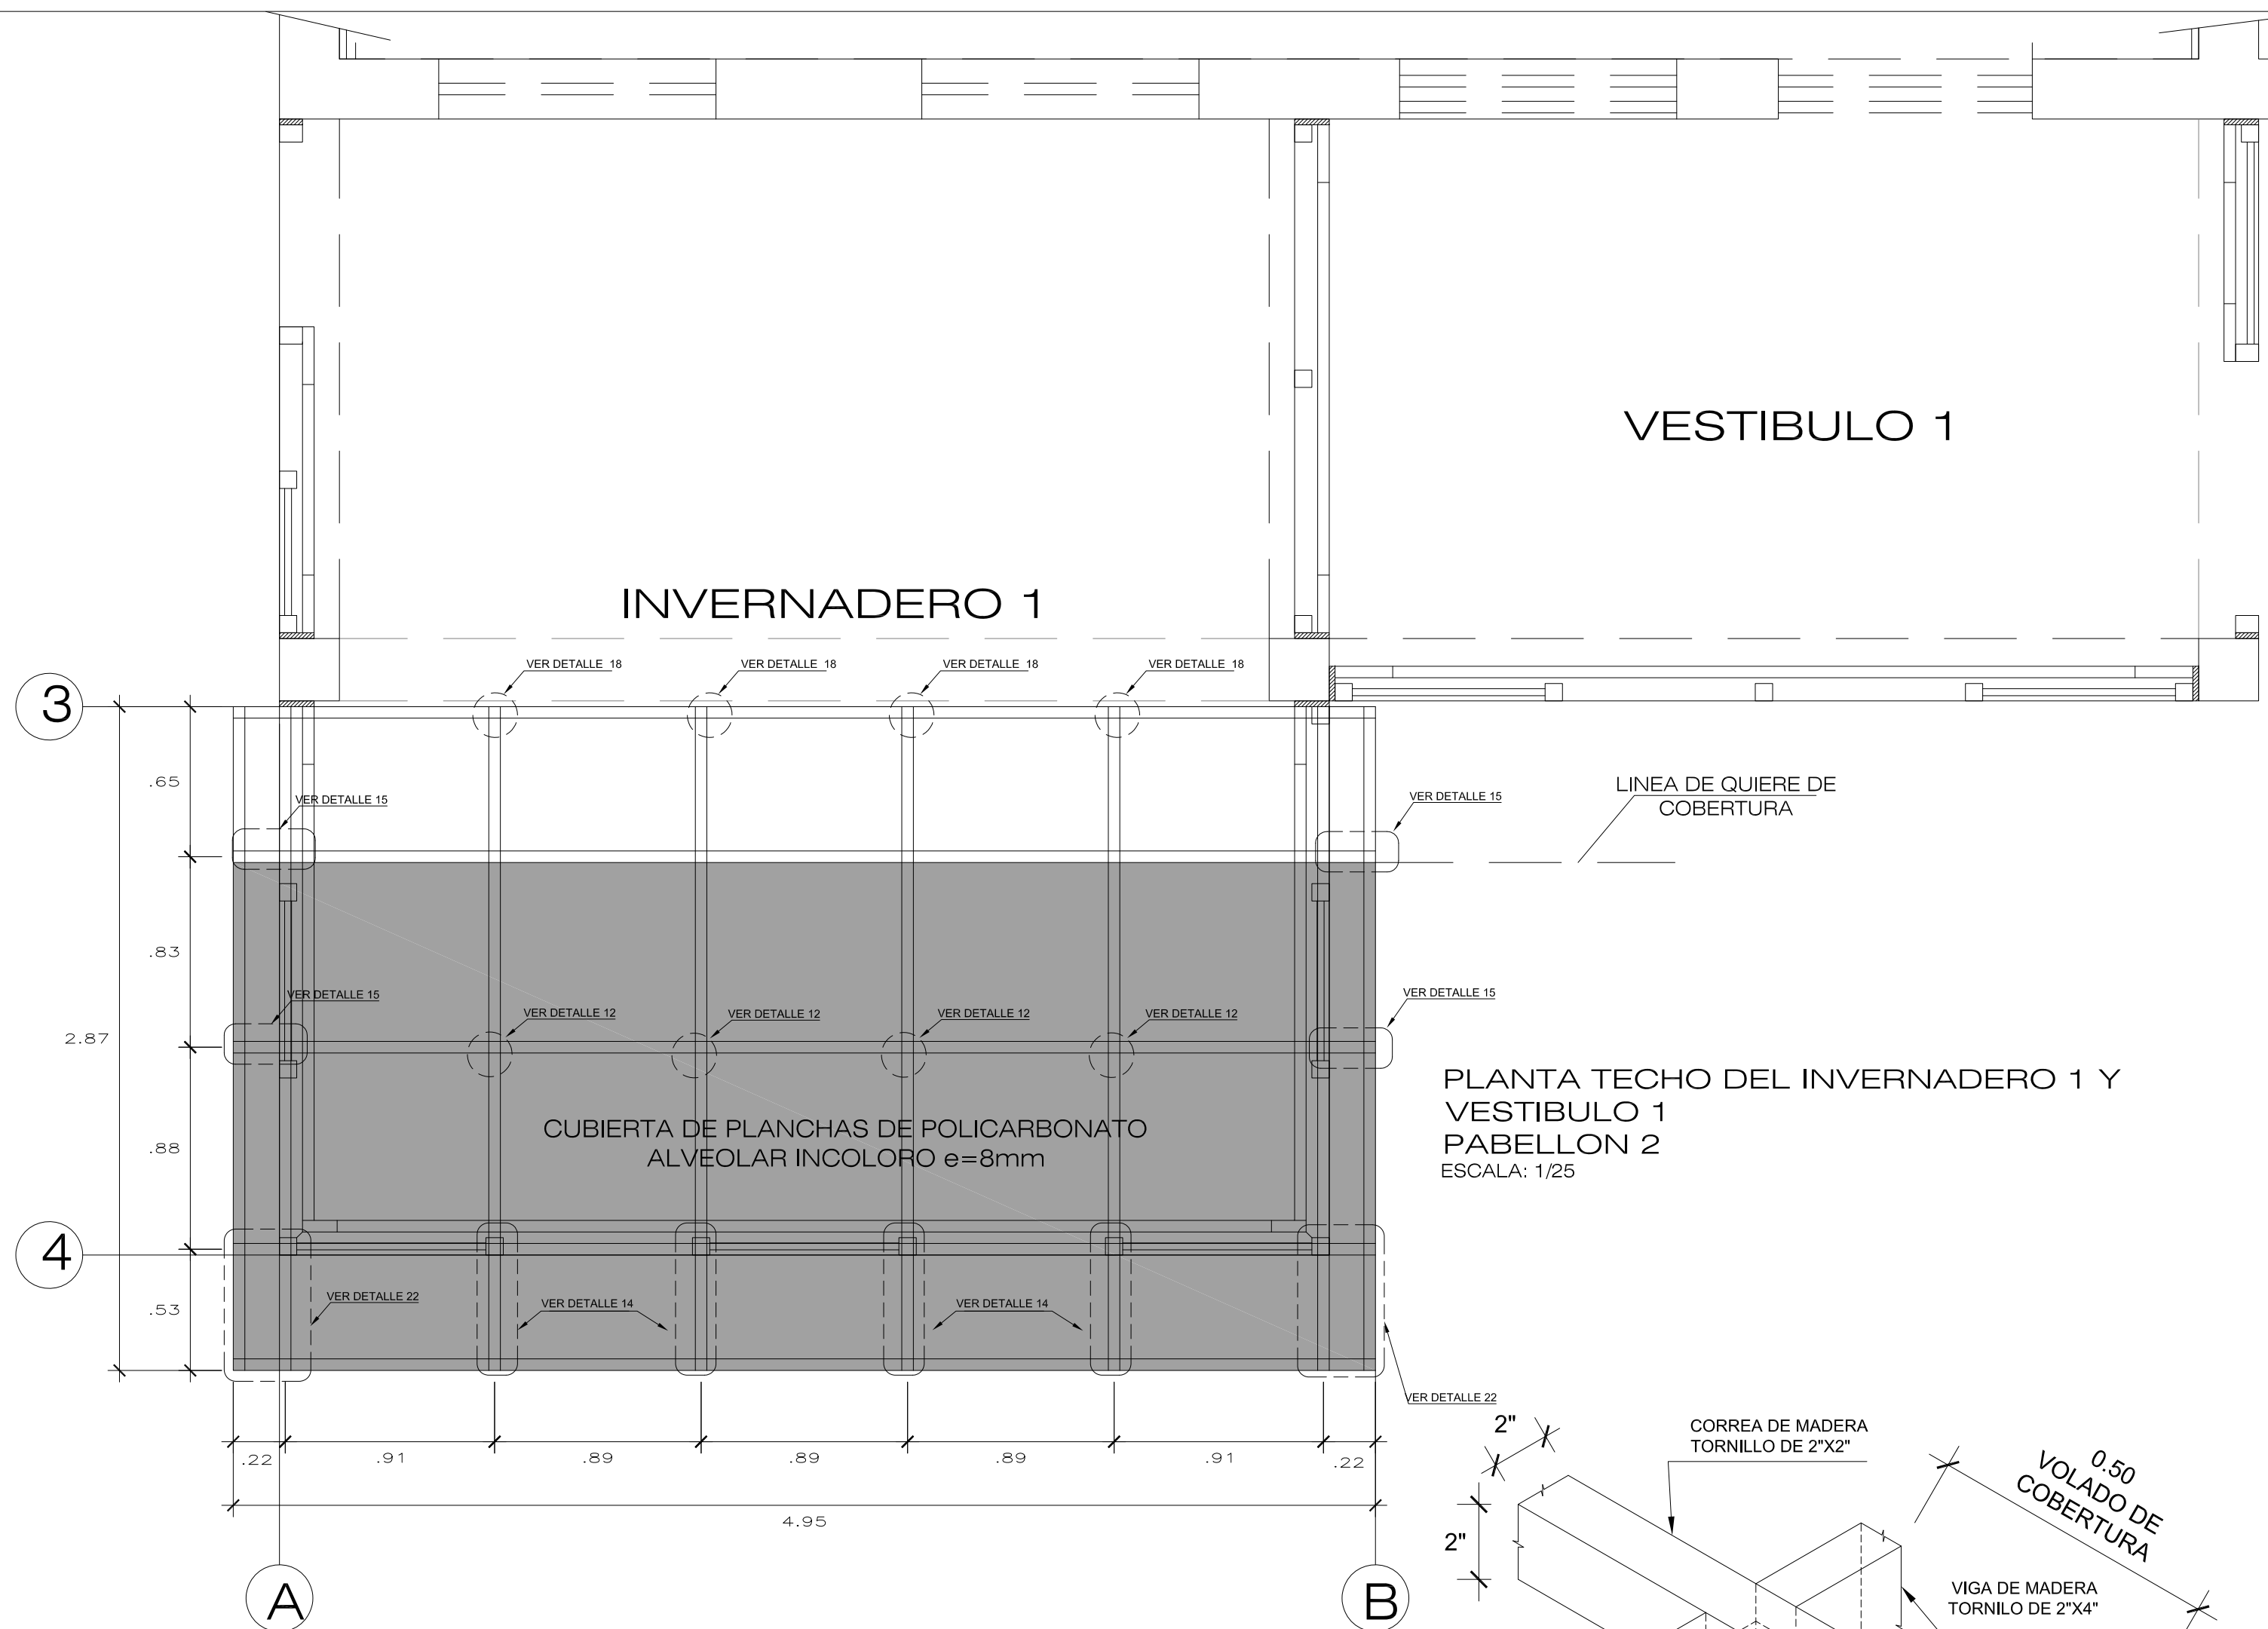 VESTIBULO 1
INVERNADERO 1
VER DETALLE 18
VER DETALLE 18
VER DETALLE 18
VER DETALLE 18
3
.65
VER DETALLE 15
VER DETALLE 15
LINEA DE QUIERE DE
COBERTURA
.83
VER DETALLE 15
VER DETALLE 12
VER DETALLE 12
VER DETALLE 12
VER DETALLE 12
VER DETALLE 15
2.87
PLANTA TECHO DEL INVERNADERO 1 Y
VESTIBULO 1
PABELLON 2
ESCALA: 1/25
CUBIERTA DE PLANCHAS DE POLICARBONATO
ALVEOLAR INCOLORO e=8mm
.88
4
.53
VER DETALLE 22
VER DETALLE 14
VER DETALLE 14
VER DETALLE 22
.22
.91
.89
.89
.89
.91
.22
4.95
A
B
2"
2"
CORREA DE MADERA
TORNILLO DE 2"X2"
0.50
VOLADO DE
COBERTURA
VIGA DE MADERA
TORNILO DE 2"X4"